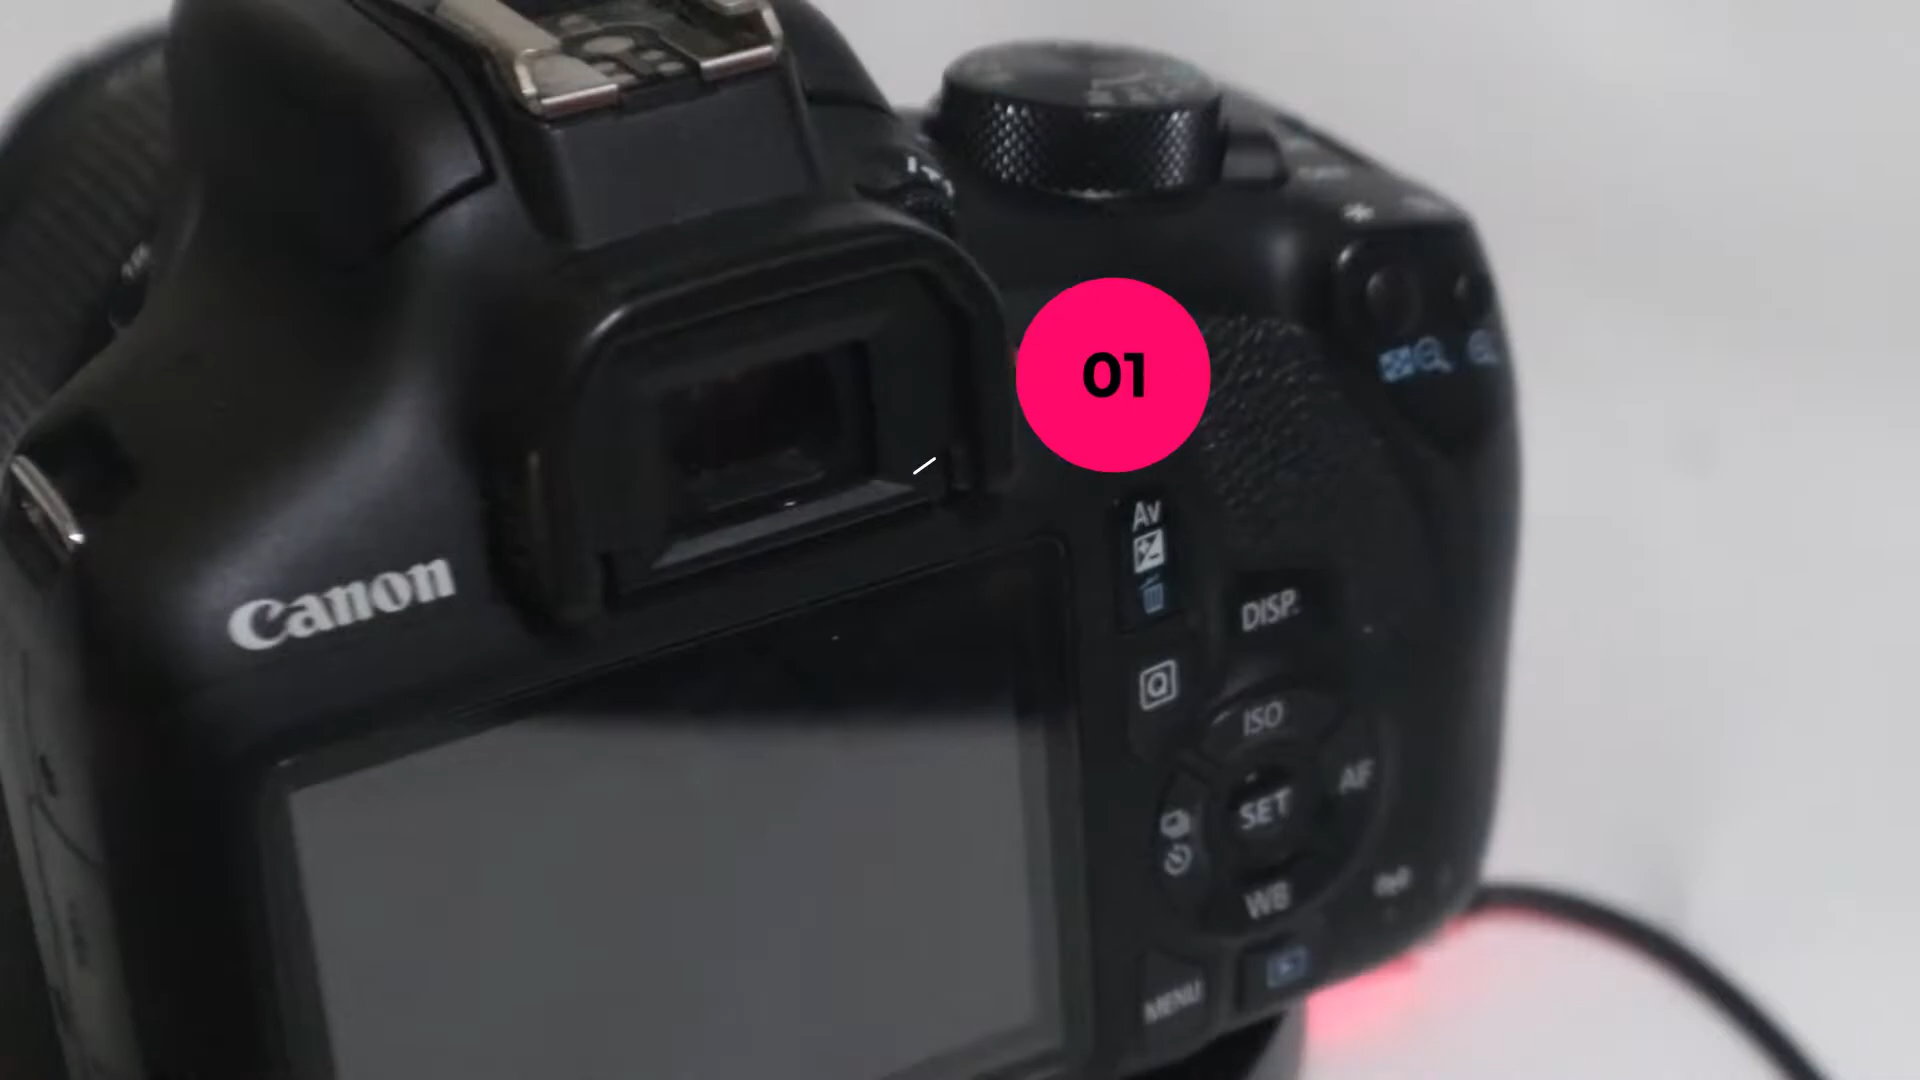 01
Canon
Av
DISP.
Q
ISO
AF
SET
WB
MENU